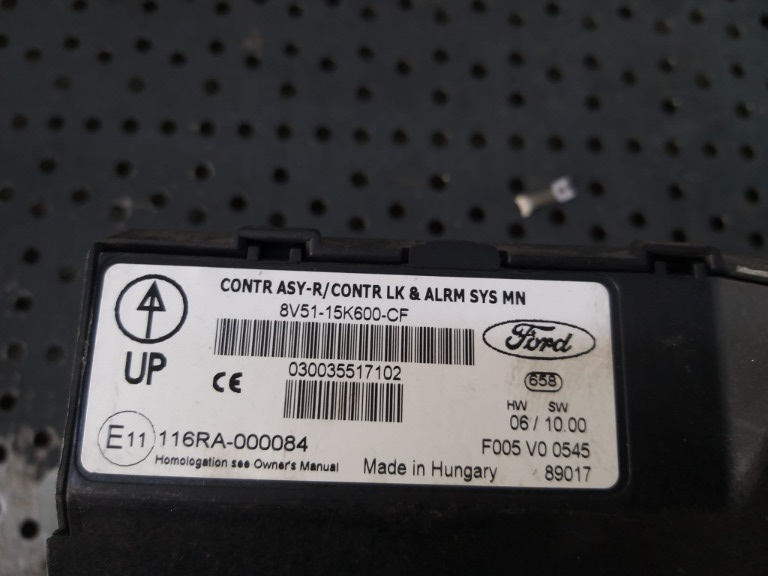 CONTR ASY-R/CONTR LK & ALRM SYS MN
8V51-15K600-CF
Ford
UP
CE
030035517102
658
HW SW
06 / 10.00
E11 116RA-000084
F005 V0 0545
Homologation see Owner's Manual
Made in Hungary
89017